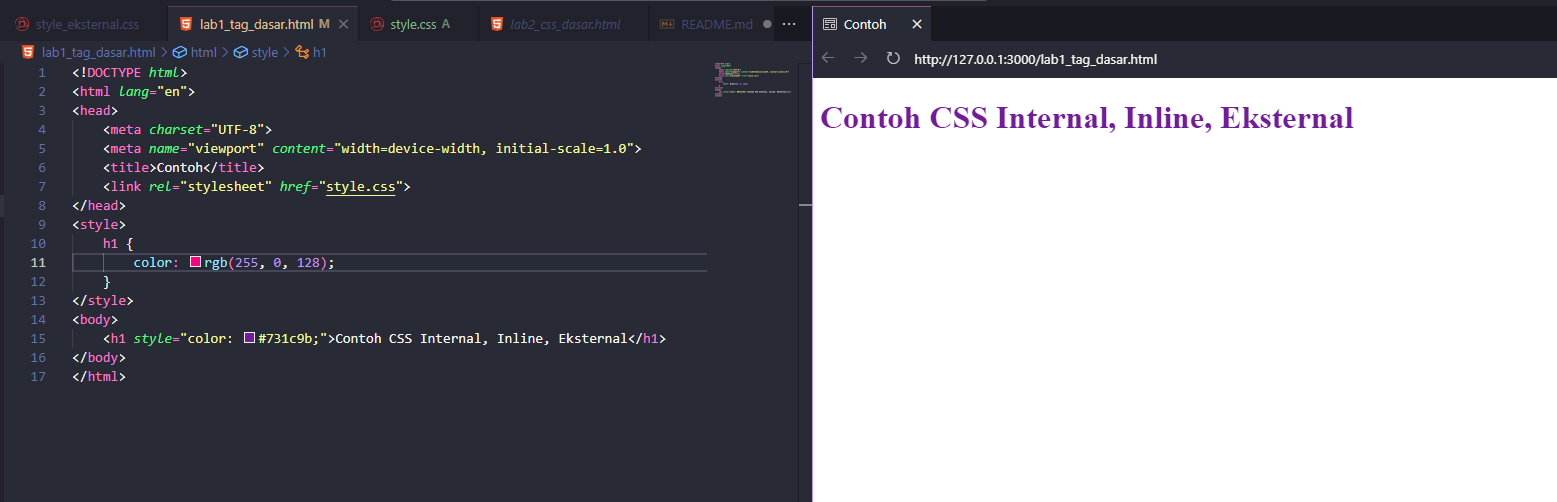 style_eksternal.css lab1_tag_dasar.html M style.css A lab2_css_dasar.html README.md
lab1_tag_dasar.html > html > style > h1
1 <!DOCTYPE html>
2 <html lang="en">
3 <head>
4 <meta charset="UTF-8">
5 <meta name="viewport" content="width=device-width, initial-scale=1.0">
6 <title>Contoh</title>
7 <link rel="stylesheet" href="style.css">
8 </head>
9 <style>
10 h1 {
11 color: rgb(255, 0, 128);
12 }
13 </style>
14 <body>
15 <h1 style="color: #731c9b;">Contoh CSS Internal, Inline, Eksternal</h1>
16 </body>
17 </html>
Contoh
http://127.0.0.1:3000/lab1_tag_dasar.html
Contoh CSS Internal, Inline, Eksternal